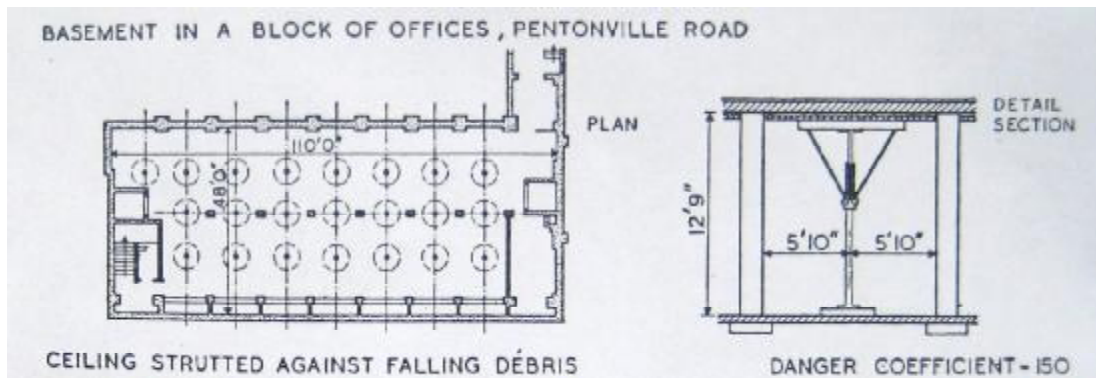 BASEMENT IN A BLOCK OF OFFICES, PENTONVILLE ROAD
110'0"
48'0"
PLAN
DETAIL
SECTION
12'9"
5'10"
5'10"
CEILING STRUTTED AGAINST FALLING DÉBRIS
DANGER COEFFICIENT-150